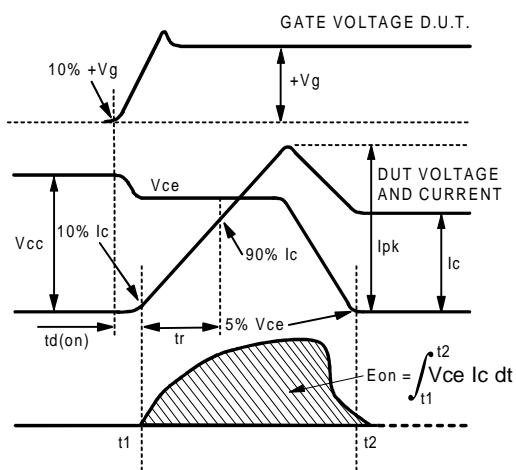 GATE VOLTAGE D.U.T.
10% +Vg
+Vg
Vce
DUT VOLTAGE
AND CURRENT
Vcc
10% Ic
90% Ic
Ipk
Ic
td(on)
tr
5% Vce
Eon = ∫ Vce Ic dt
t2
t1
t1
t2